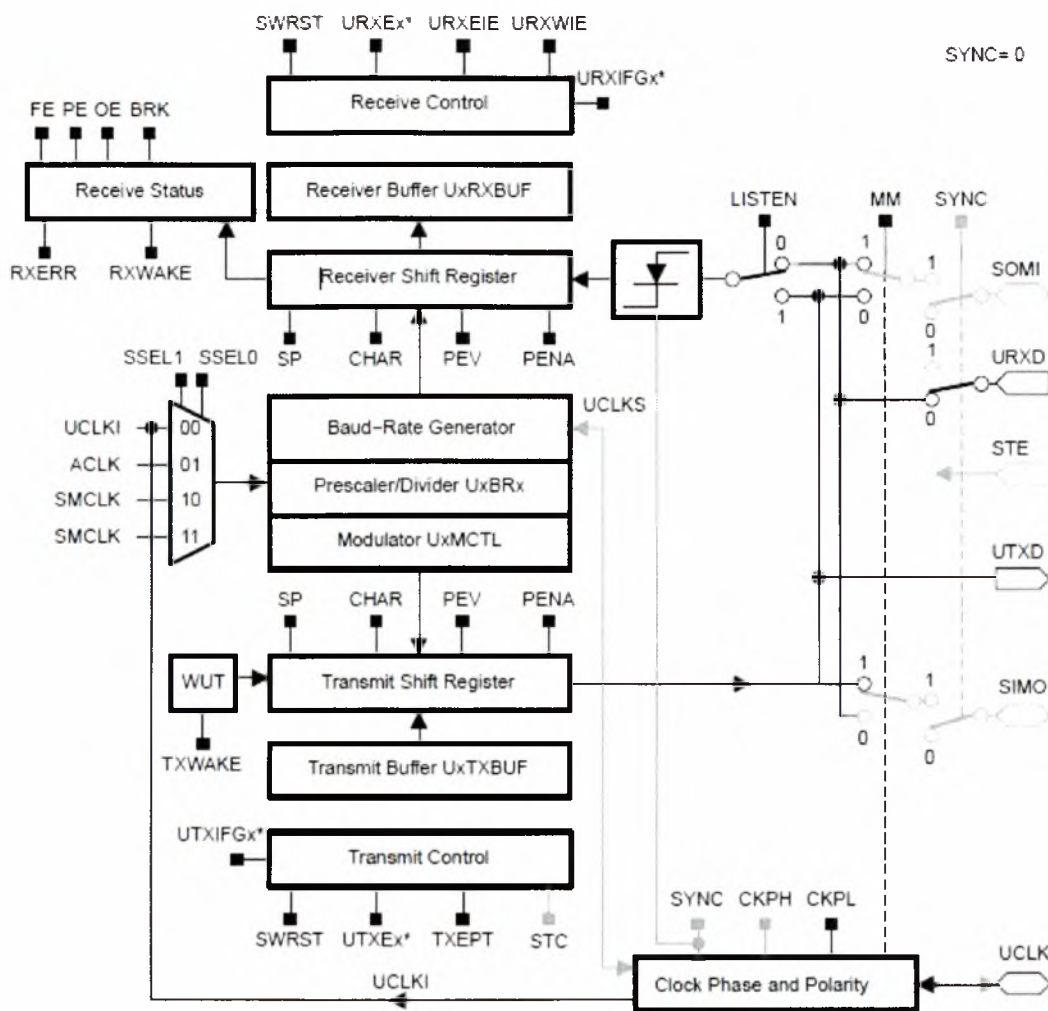 SWRST URXEx* URXEIE URXWIE
SYNC= 0
URXIFGx*
Receive Control
FE PE OE BRK
Receive Status
Receiver Buffer UxRXBUF
LISTEN MM SYNC
RXERR RXWAKE
Receiver Shift Register
0 1 1
SOMI
1 0 0
SP CHAR PEV PENA
SSEL1 SSEL0
1
URXD
UCLKS
0
UCLKI 00
Baud-Rate Generator
ACLK 01
STE
SMCLK 10
Prescaler/Divider UxBRx
SMCLK 11
Modulator UxMCTL
UTXD
SP CHAR PEV PENA
WUT
Transmit Shift Register
1 1
SIMO
0 0
TXWAKE
Transmit Buffer UxTXBUF
UTXIFGx*
Transmit Control
SYNC CKPH CKPL
SWRST UTXEx* TXEPT STC
UCLK
UCLKI
Clock Phase and Polarity